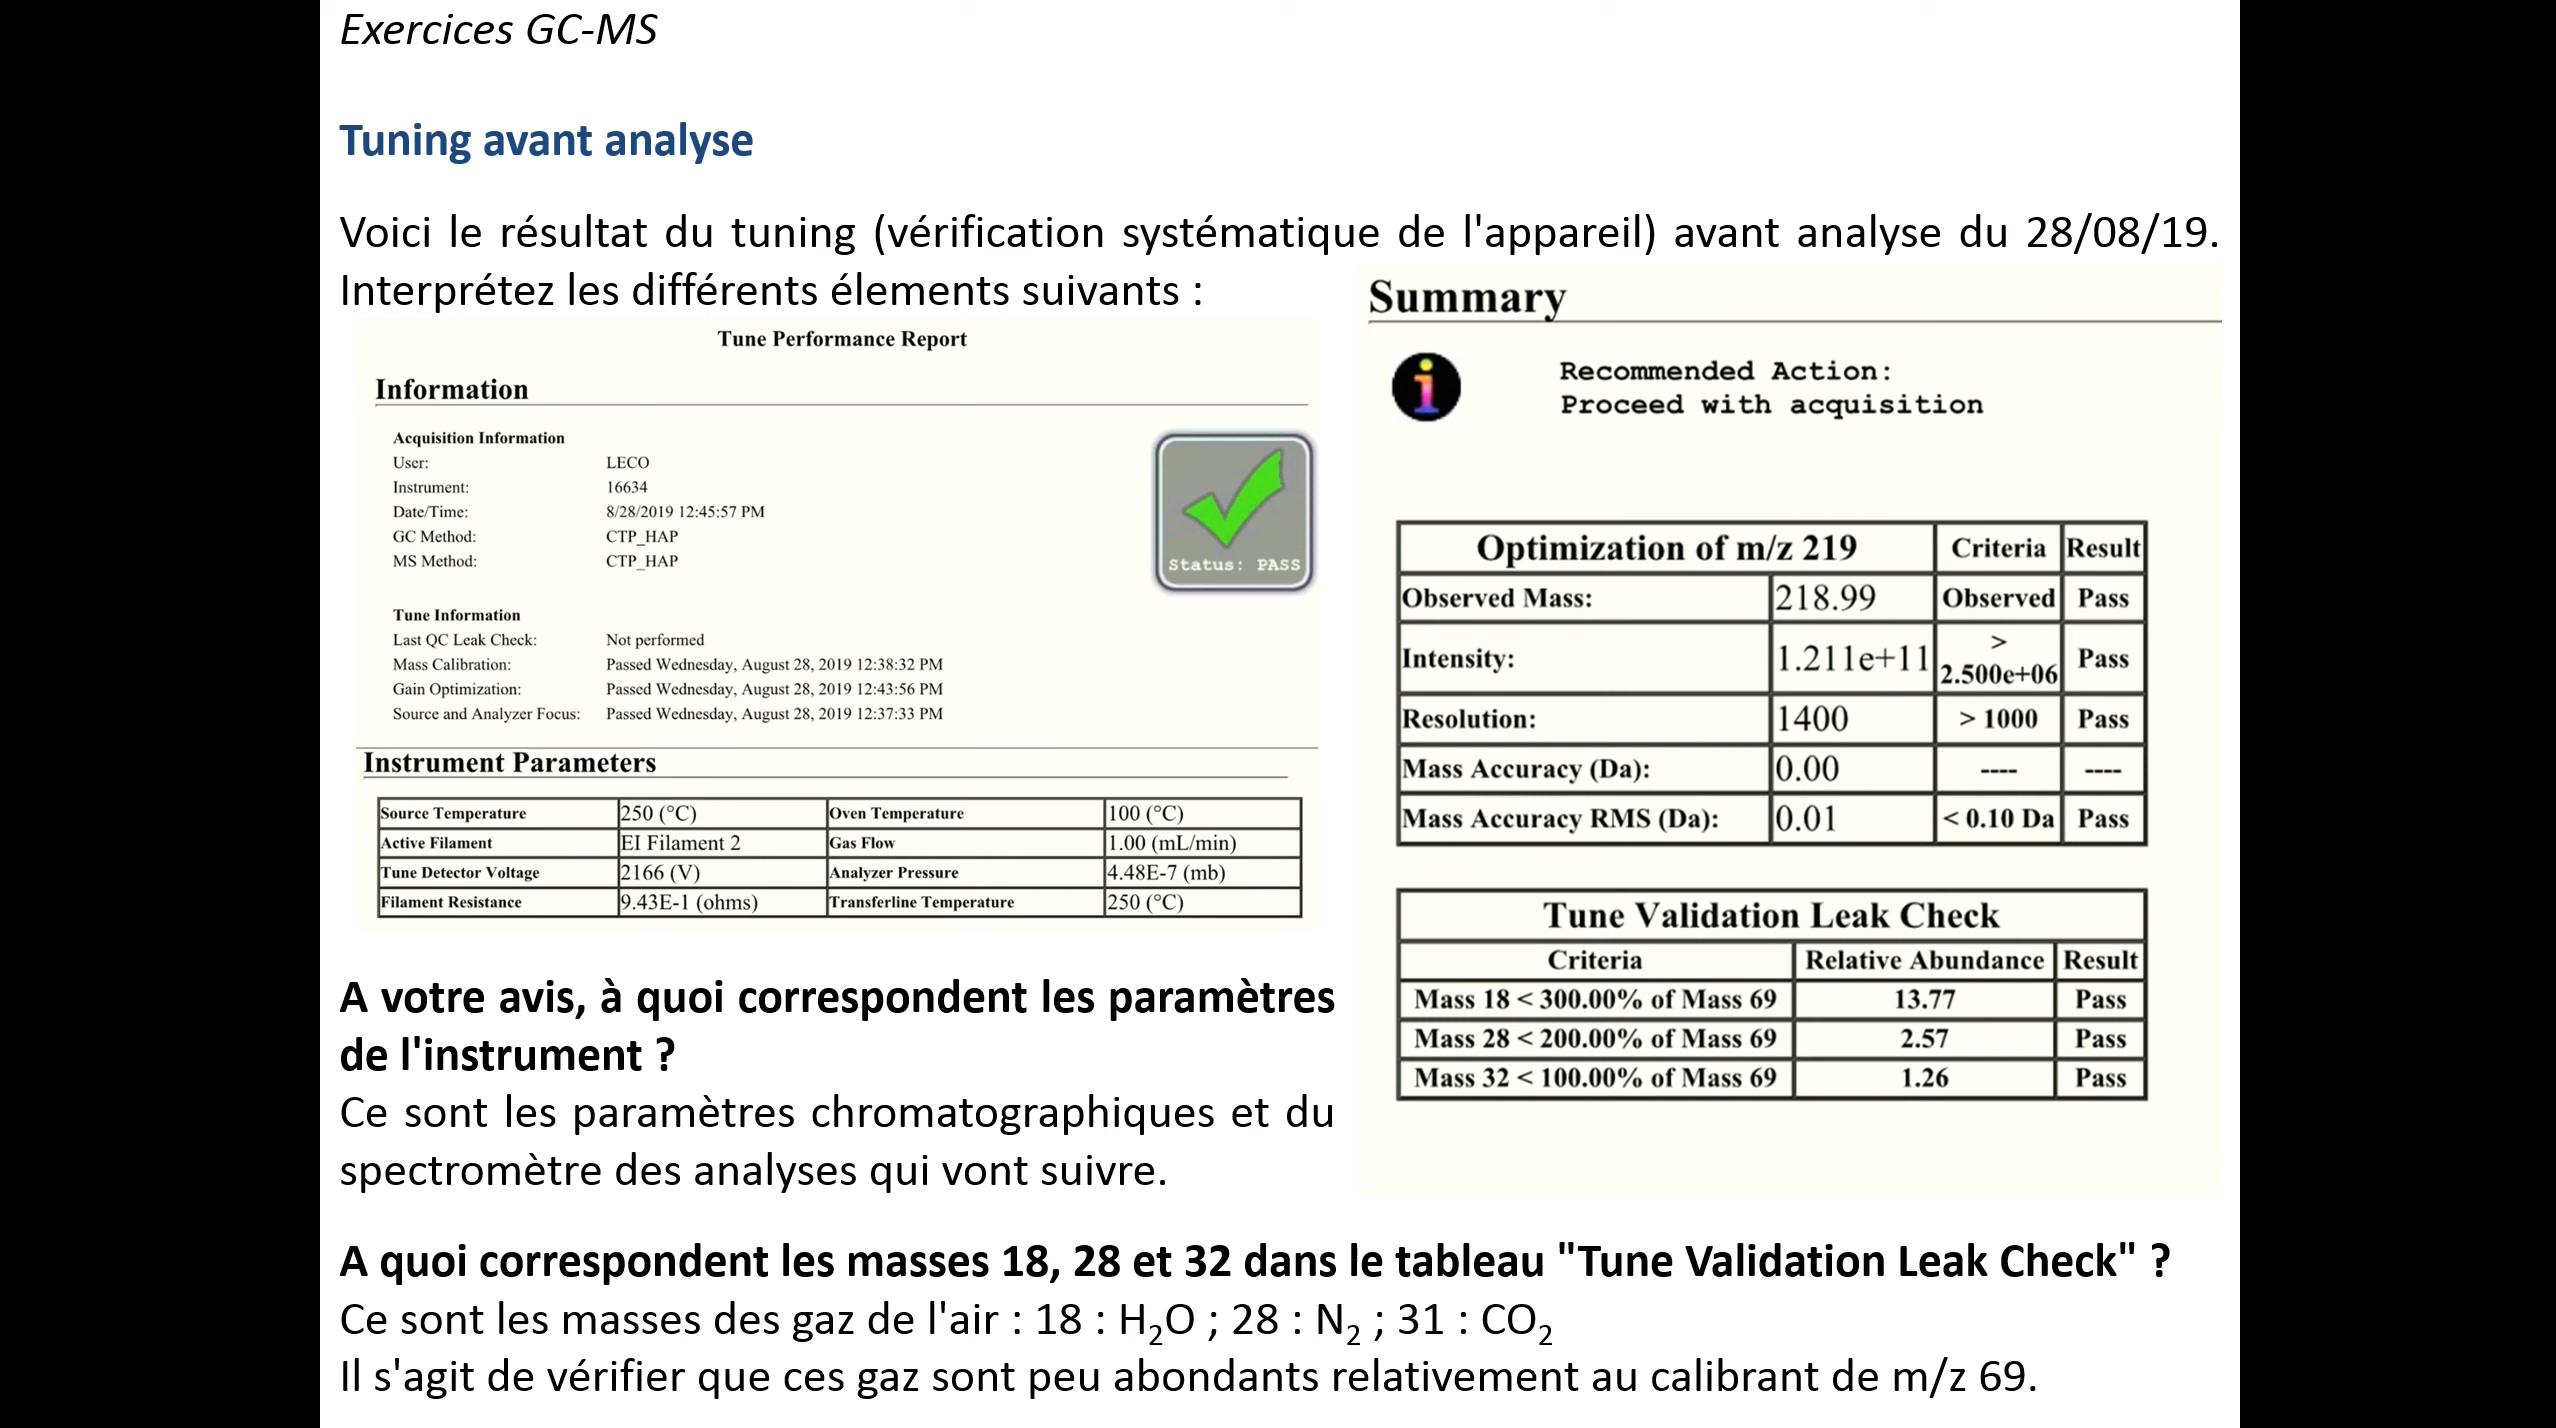 Exercices GC-MS
Tuning avant analyse
Voici le résultat du tuning (vérification systématique de l'appareil) avant analyse du 28/08/19.
Interprétez les différents élements suivants :
Tune Performance Report
Information
Acquisition Information
User: LECO
Instrument: 16634
Date/Time: 8/28/2019 12:45:57 PM
GC Method: CTP_HAP
MS Method: CTP_HAP
Status: PASS
Tune Information
Last QC Leak Check: Not performed
Mass Calibration: Passed Wednesday, August 28, 2019 12:38:32 PM
Gain Optimization: Passed Wednesday, August 28, 2019 12:43:56 PM
Source and Analyzer Focus: Passed Wednesday, August 28, 2019 12:37:33 PM
Instrument Parameters
Source Temperature 250 (°C) Oven Temperature 100 (°C)
Active Filament EI Filament 2 Gas Flow 1.00 (mL/min)
Tune Detector Voltage 2166 (V) Analyzer Pressure 4.48E-7 (mb)
Filament Resistance 9.43E-1 (ohms) Transferline Temperature 250 (°C)
Summary
i
Recommended Action:
Proceed with acquisition
Optimization of m/z 219 Criteria Result
Observed Mass: 218.99 Observed Pass
Intensity: 1.211e+11 > 2.500e+06 Pass
Resolution: 1400 > 1000 Pass
Mass Accuracy (Da): 0.00 ---- ----
Mass Accuracy RMS (Da): 0.01 < 0.10 Da Pass
Tune Validation Leak Check
Criteria Relative Abundance Result
Mass 18 < 300.00% of Mass 69 13.77 Pass
Mass 28 < 200.00% of Mass 69 2.57 Pass
Mass 32 < 100.00% of Mass 69 1.26 Pass
A votre avis, à quoi correspondent les paramètres
de l'instrument ?
Ce sont les paramètres chromatographiques et du
spectromètre des analyses qui vont suivre.
A quoi correspondent les masses 18, 28 et 32 dans le tableau "Tune Validation Leak Check" ?
Ce sont les masses des gaz de l'air : 18 : H₂O ; 28 : N₂ ; 31 : CO₂
Il s'agit de vérifier que ces gaz sont peu abondants relativement au calibrant de m/z 69.